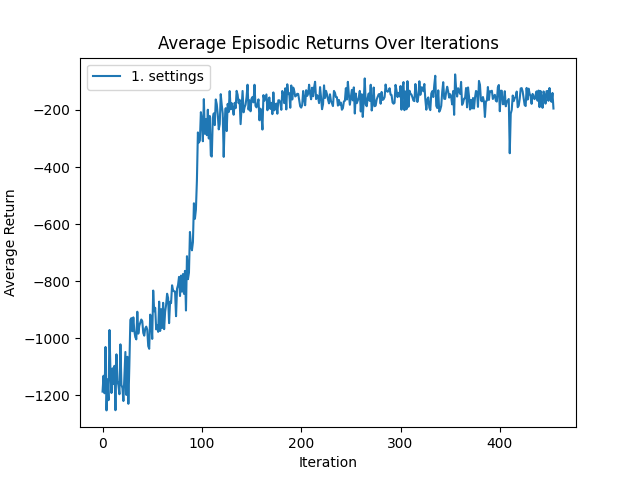 Average Episodic Returns Over Iterations
1. settings
−200
−400
−600
−800
−1000
−1200
Average Return
0 100 200 300 400
Iteration